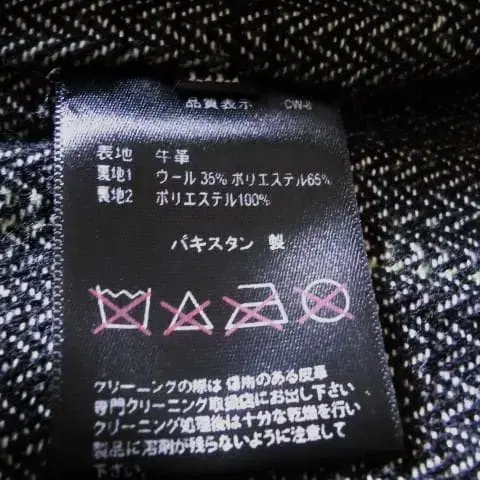 品質表示 CW-8
表地 牛革
裏地1 ウール 35% ポリエステル65%
裏地2 ポリエステル100%
パキスタン 製
クリーニングの際は 信用のある皮革
専門クリーニング取扱店にお出し下さい
クリーニング処理後は十分な乾燥を行い
製品に溶剤が残らないように注意して
下さい